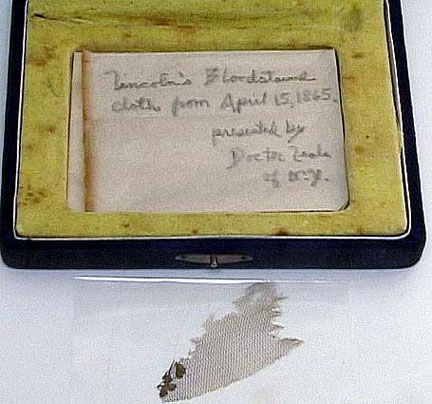 Lincoln's Bloodstained
cloth from April 15, 1865.
presented by
Doctor Leale
of N.Y.